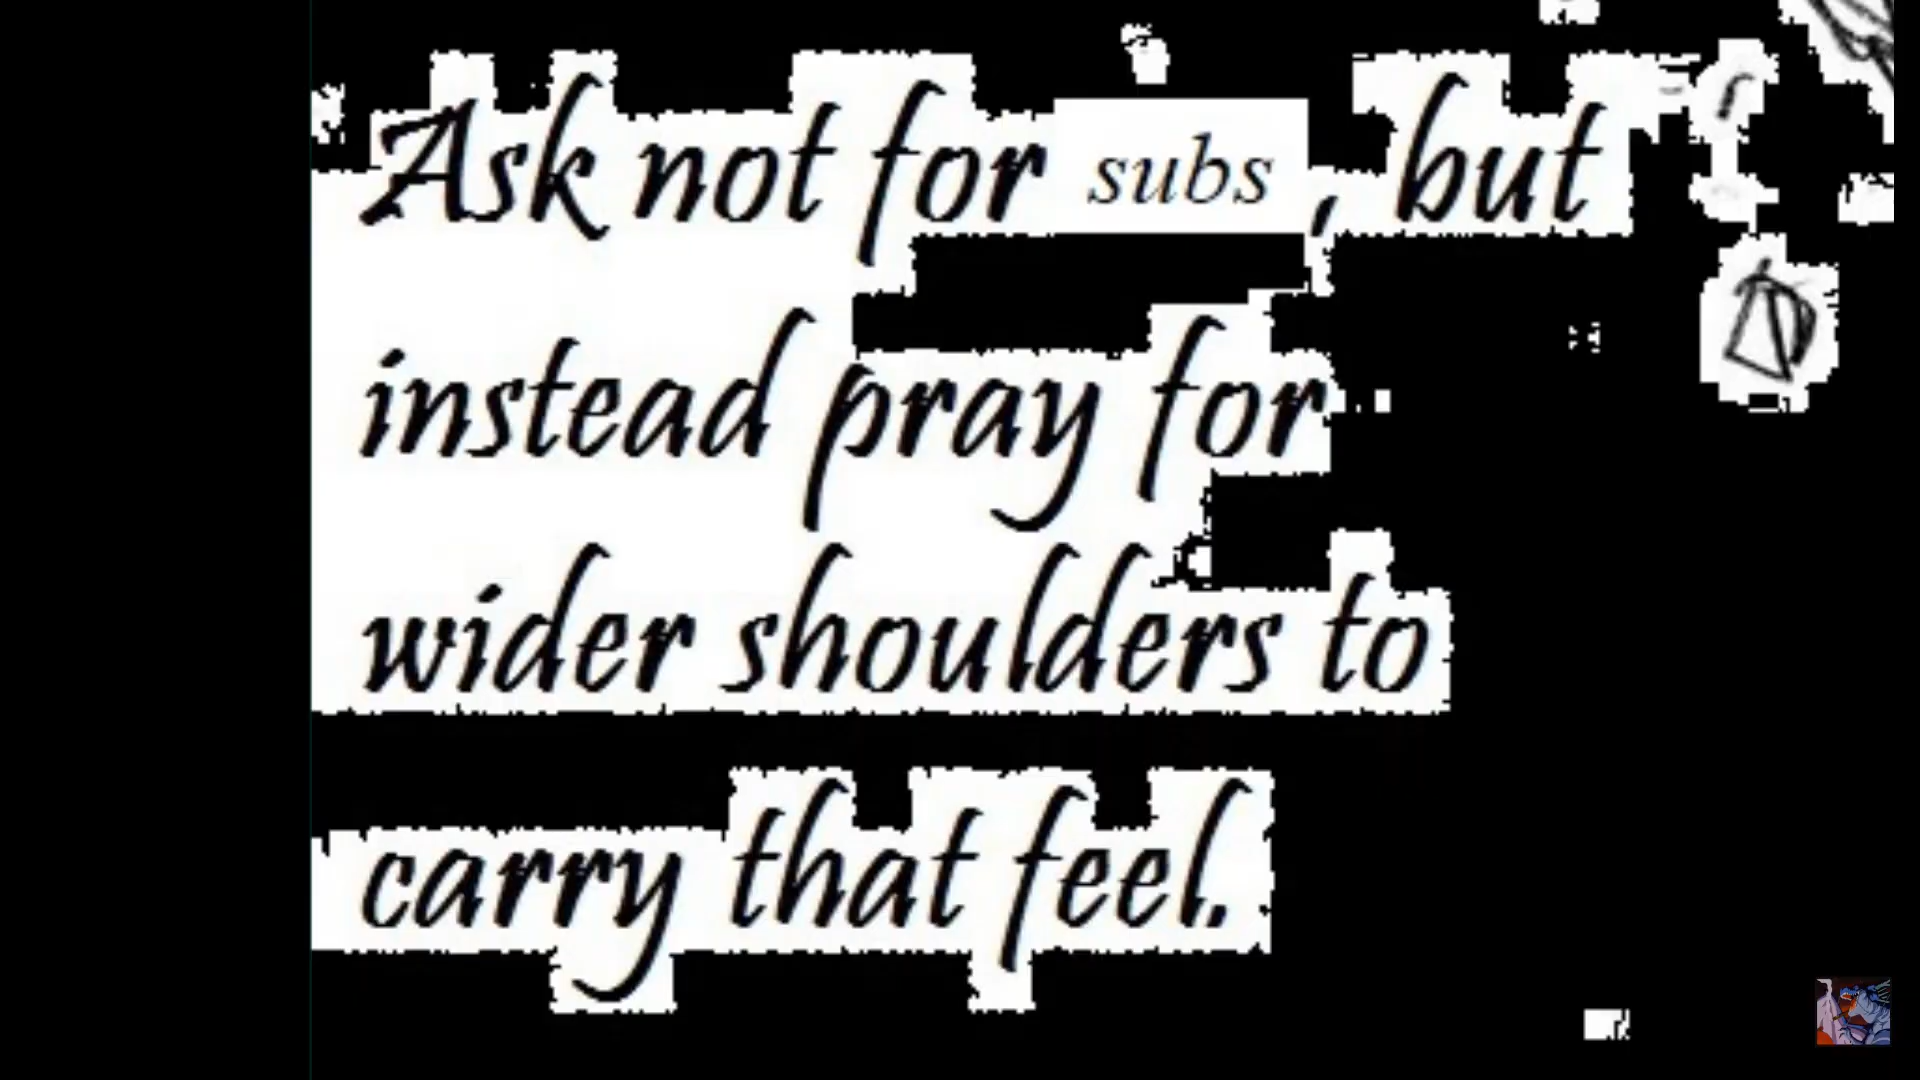 Ask not for subs, but
instead pray for
wider shoulders to
carry that feel.